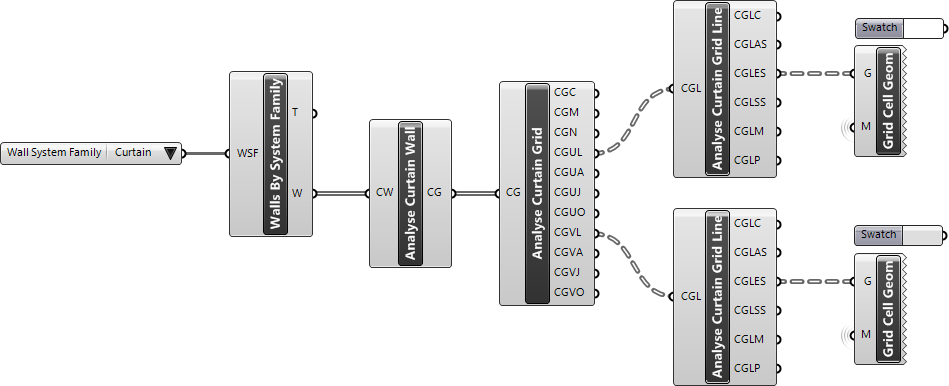 Wall System Family Curtain
WSF
Walls By System Family
T
W
CW
Analyse Curtain Wall
CG
CG
Analyse Curtain Grid
CGC
CGM
CGN
CGUL
CGUA
CGUJ
CGUO
CGVL
CGVA
CGVJ
CGVO
CGL
Analyse Curtain Grid Line
CGLC
CGLAS
CGLES
CGLSS
CGLM
CGLP
Swatch
G
M
Grid Cell Geom
CGL
Analyse Curtain Grid Line
CGLC
CGLAS
CGLES
CGLSS
CGLM
CGLP
Swatch
G
M
Grid Cell Geom